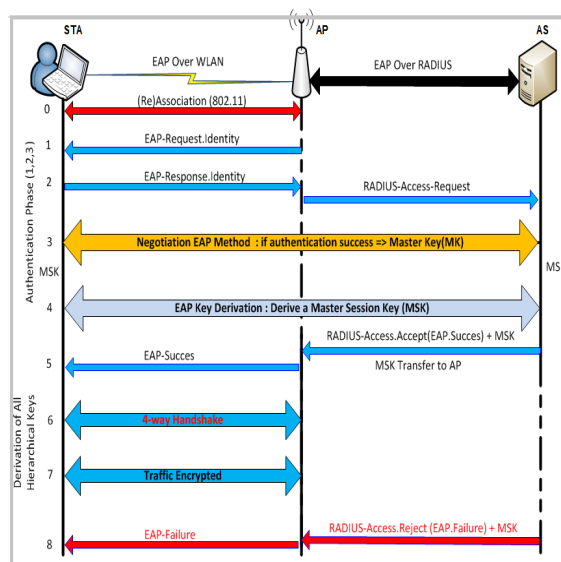 STA
AP
AS
EAP Over WLAN
EAP Over RADIUS
0
(Re)Association (802.11)
1
EAP-Request.Identity
2
EAP-Response.Identity
RADIUS-Access-Request
Authentication Phase (1,2,3)
3
Negotiation EAP Method : if authentication success => Master Key(MK)
MSK
MS
4
EAP Key Derivation : Derive a Master Session Key (MSK)
RADIUS-Access.Accept(EAP.Succes) + MSK
5
EAP-Succes
MSK Transfer to AP
Derivation of All
Hierarchical Keys
6
4-way Handshake
7
Traffic Encrypted
8
EAP-Failure
RADIUS-Access.Reject (EAP.Failure) + MSK